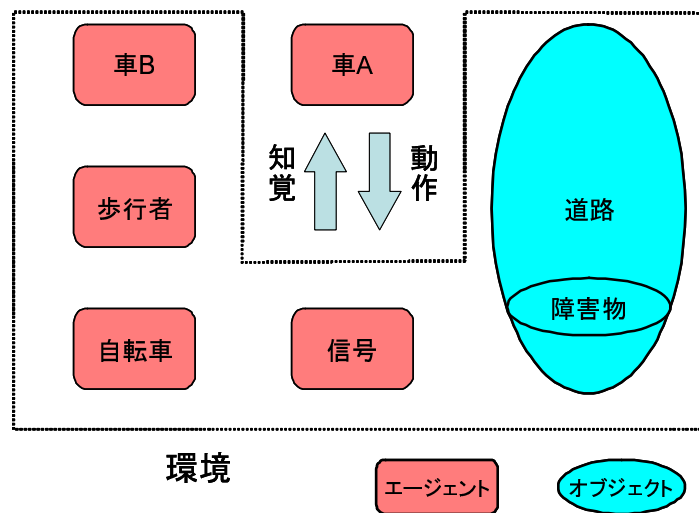 車B
車A
知覚
動作
歩行者
道路
障害物
自転車
信号
環境
エージェント
オブジェクト